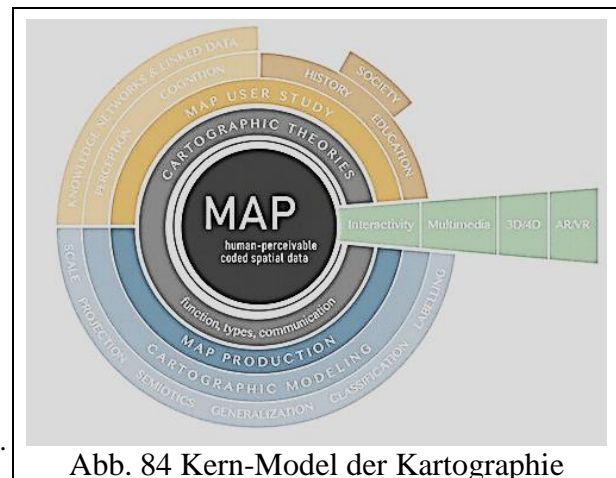 KNOWLEDGE NETWORKS & LINKED DATA
PERCEPTION
COGNITION
HISTORY
SOCIETY
EDUCATION
MAP USER STUDY
CARTOGRAPHIC THEORIES
MAP
human-perceivable
coded spatial data
Interactivity
Multimedia
3D/4D
AR/VR
function, types, communication
MAP PRODUCTION
CARTOGRAPHIC MODELING
SCALE
PROJECTION
SEMIOTICS
GENERALIZATION
CLASSIFICATION
LABELLING
.
Abb. 84 Kern-Model der Kartographie